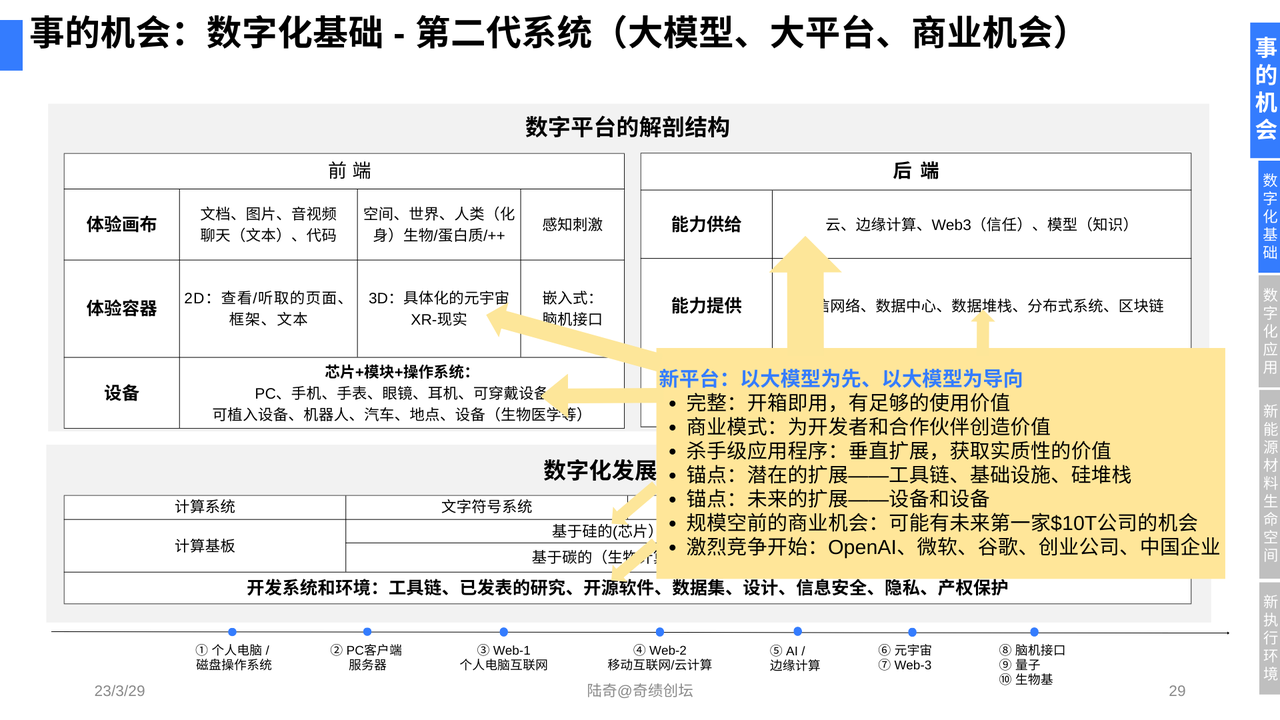 事的机会：数字化基础 - 第二代系统（大模型、大平台、商业机会）
数字平台的解剖结构
前 端
体验画布
文档、图片、音视频
聊天（文本）、代码
空间、世界、人类（化
身）生物/蛋白质/++
感知刺激
体验容器
2D：查看/听取的页面、
框架、文本
3D：具体化的元宇宙
XR-现实
嵌入式：
脑机接口
设备
芯片+模块+操作系统：
PC、手机、手表、眼镜、耳机、可穿戴设备
可植入设备、机器人、汽车、地点、设备（生物医学等）
后 端
能力供给
云、边缘计算、Web3（信任）、模型（知识）
能力提供
信网络、数据中心、数据堆栈、分布式系统、区块链
新平台：以大模型为先、以大模型为导向
• 完整：开箱即用，有足够的使用价值
• 商业模式：为开发者和合作伙伴创造价值
• 杀手级应用程序：垂直扩展，获取实质性的价值
• 锚点：潜在的扩展——工具链、基础设施、硅堆栈
• 锚点：未来的扩展——设备和设备
• 规模空前的商业机会：可能有未来第一家$10T公司的机会
• 激烈竞争开始：OpenAI、微软、谷歌、创业公司、中国企业
数字化发展
计算系统
文字符号系统
计算基板
基于硅的(芯片）
基于碳的（生物计算
开发系统和环境：工具链、已发表的研究、开源软件、数据集、设计、信息安全、隐私、产权保护
① 个人电脑 /
磁盘操作系统
② PC客户端
服务器
③ Web-1
个人电脑互联网
④ Web-2
移动互联网/云计算
⑤ AI /
边缘计算
⑥ 元宇宙
⑦ Web-3
⑧ 脑机接口
⑨ 量子
⑩ 生物基
23/3/29
陆奇@奇绩创坛
29
事的机会
数字化基础
数字化应用
新能源材料生命空间
新执行环境